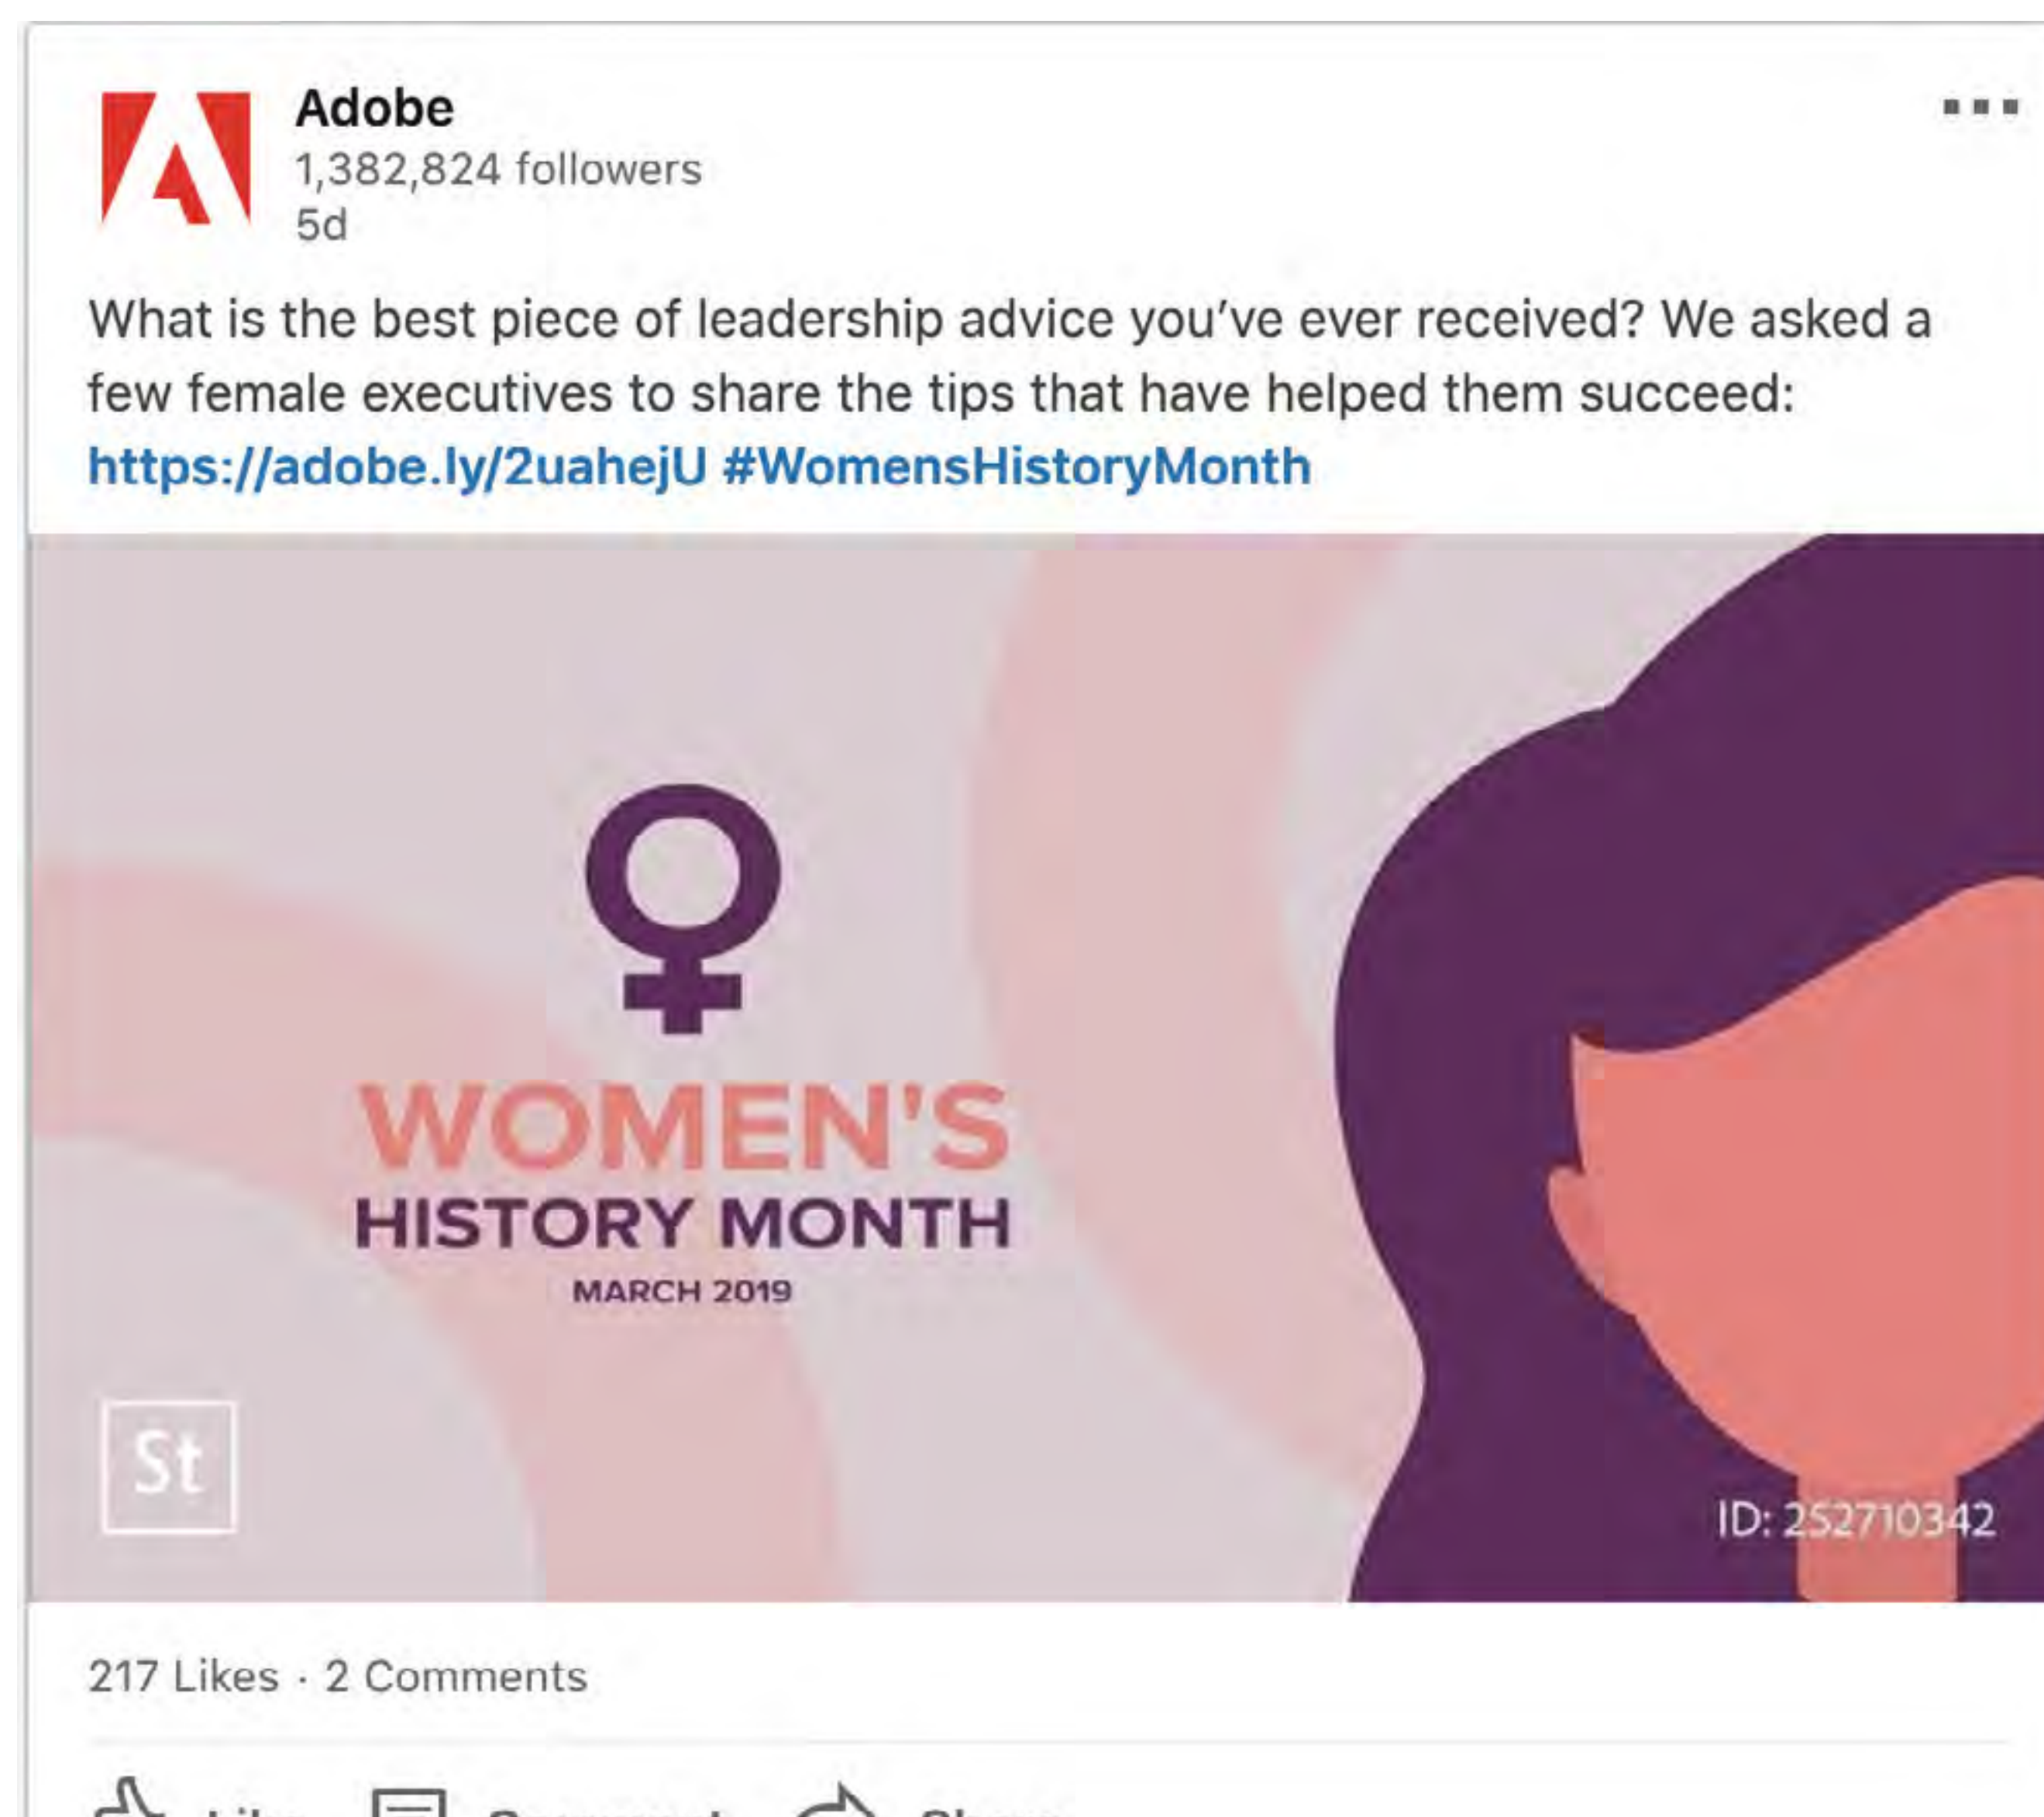 Adobe
1,382,824 followers
5d
What is the best piece of leadership advice you've ever received? We asked a
few female executives to share the tips that have helped them succeed:
https://adobe.ly/2uahejU #WomensHistoryMonth
WOMEN'S
HISTORY MONTH
MARCH 2019
St
ID: 252710342
217 Likes · 2 Comments